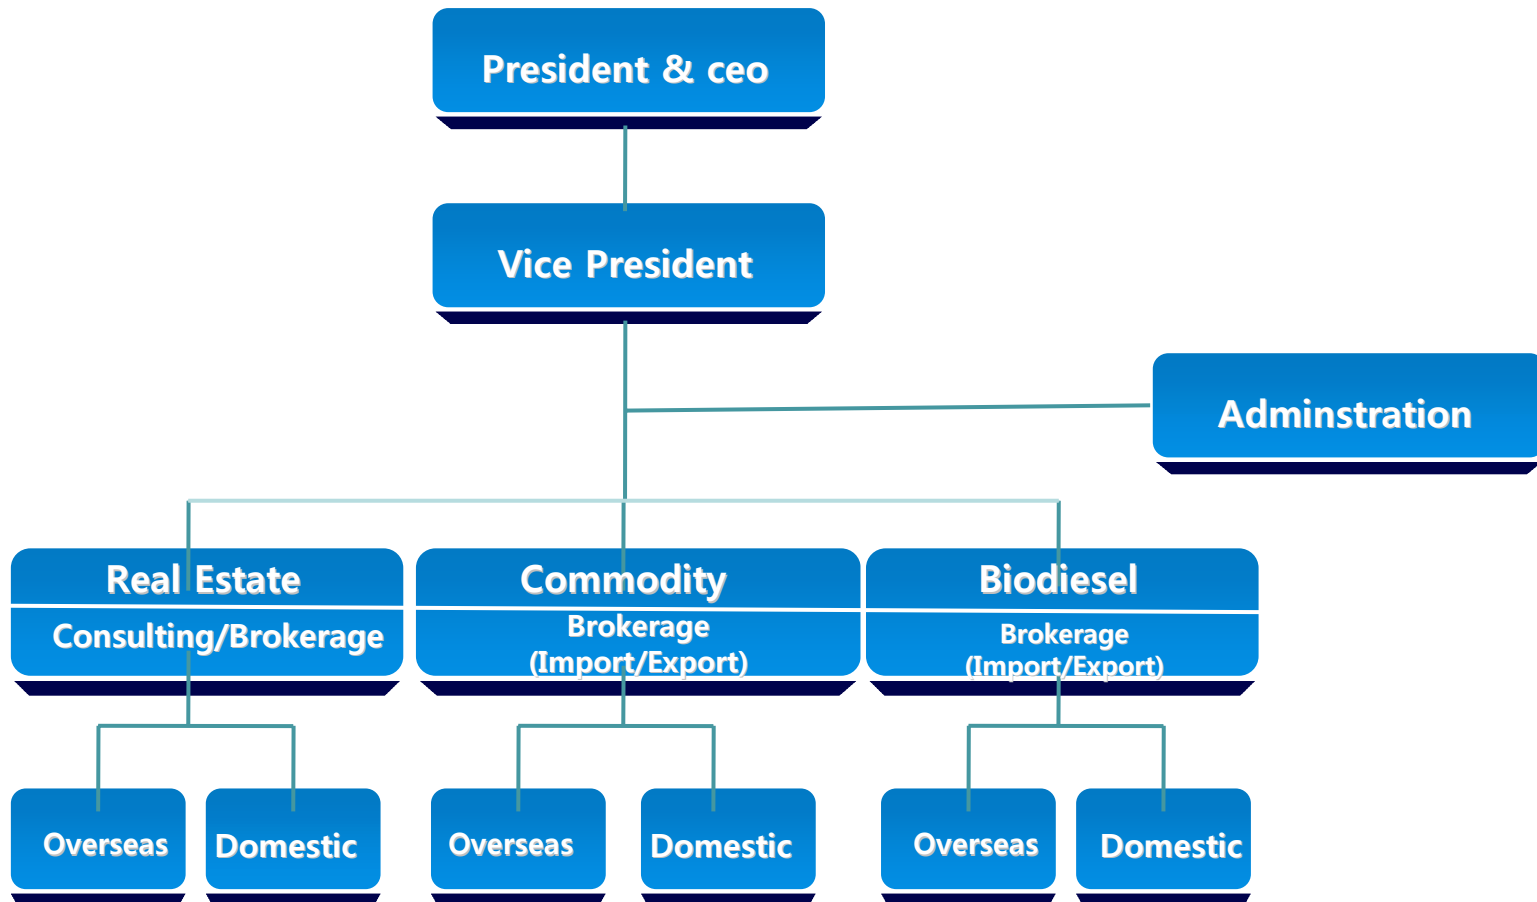 President & ceo
Vice President
Adminstration
Real Estate
Consulting/Brokerage
Commodity
Brokerage
(Import/Export)
Biodiesel
Brokerage
(Import/Export)
Overseas
Domestic
Overseas
Domestic
Overseas
Domestic